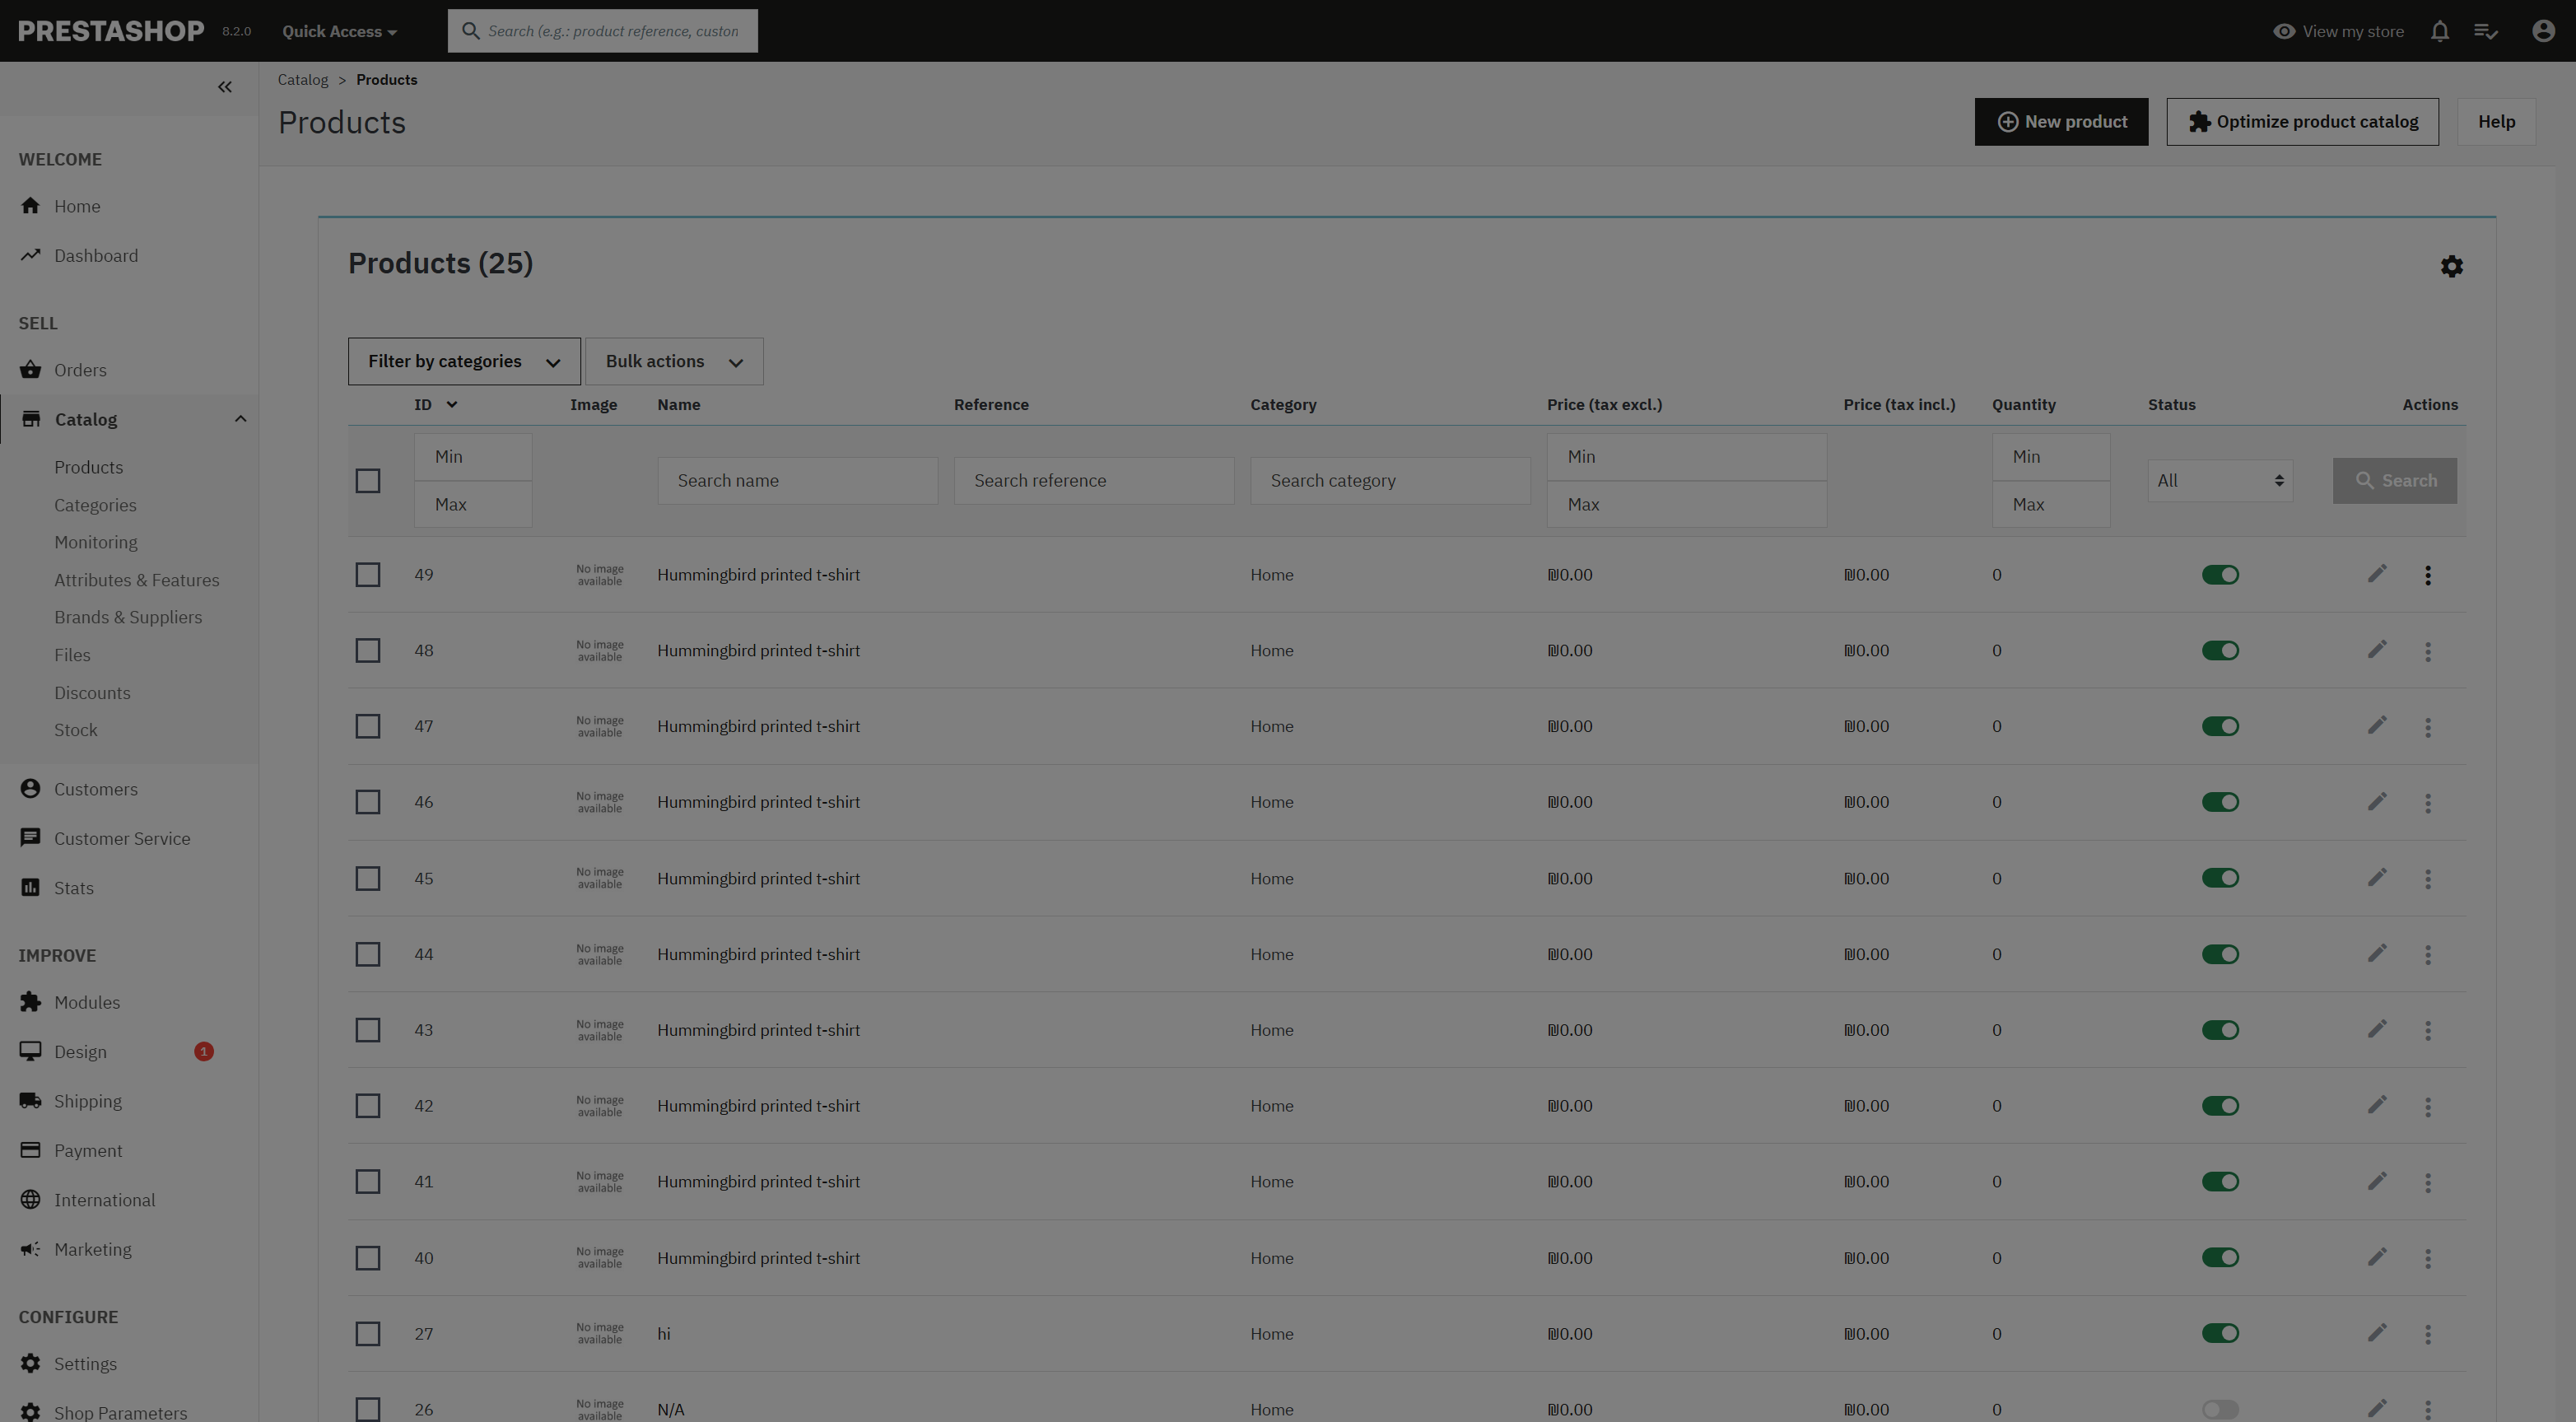 PRESTASHOP 8.2.0 Quick Access Search (e.g.: product reference, custon View my store
Catalog > Products
Products
New product Optimize product catalog Help
WELCOME
Home
Dashboard
SELL
Orders
Catalog
Products
Categories
Monitoring
Attributes & Features
Brands & Suppliers
Files
Discounts
Stock
Customers
Customer Service
Stats
IMPROVE
Modules
Design 1
Shipping
Payment
International
Marketing
CONFIGURE
Settings
Shop Parameters
Products (25)
Filter by categories Bulk actions
ID Image Name Reference Category Price (tax excl.) Price (tax incl.) Quantity Status Actions
Min Min Min
Search name Search reference Search category All Search
Max Max Max
49 No image available Hummingbird printed t-shirt Home ₪0.00 ₪0.00 0
48 No image available Hummingbird printed t-shirt Home ₪0.00 ₪0.00 0
47 No image available Hummingbird printed t-shirt Home ₪0.00 ₪0.00 0
46 No image available Hummingbird printed t-shirt Home ₪0.00 ₪0.00 0
45 No image available Hummingbird printed t-shirt Home ₪0.00 ₪0.00 0
44 No image available Hummingbird printed t-shirt Home ₪0.00 ₪0.00 0
43 No image available Hummingbird printed t-shirt Home ₪0.00 ₪0.00 0
42 No image available Hummingbird printed t-shirt Home ₪0.00 ₪0.00 0
41 No image available Hummingbird printed t-shirt Home ₪0.00 ₪0.00 0
40 No image available Hummingbird printed t-shirt Home ₪0.00 ₪0.00 0
27 No image available hi Home ₪0.00 ₪0.00 0
26 No image available N/A Home ₪0.00 ₪0.00 0